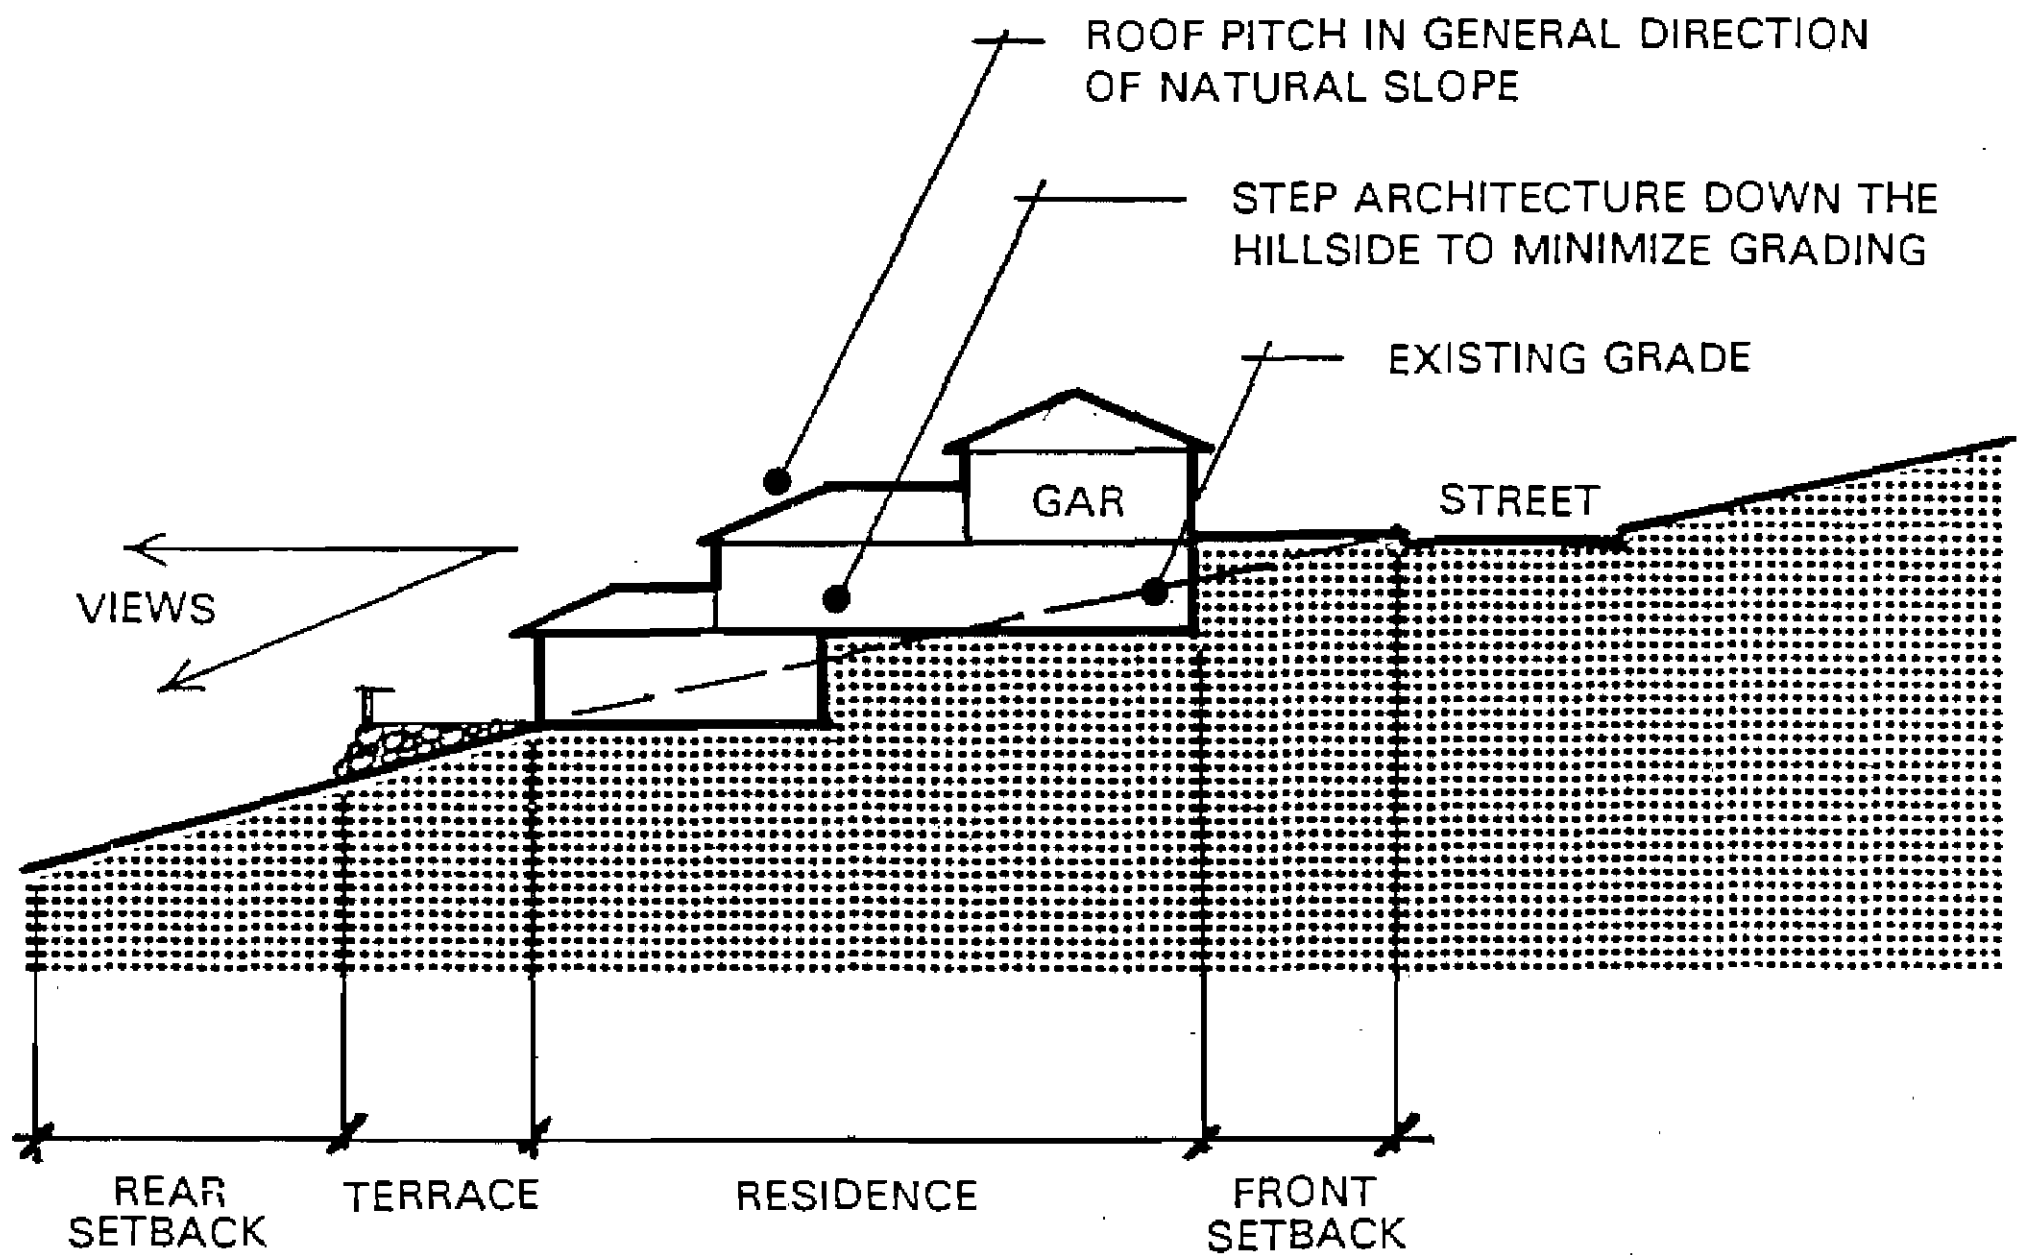 ROOF PITCH IN GENERAL DIRECTION
OF NATURAL SLOPE
STEP ARCHITECTURE DOWN THE
HILLSIDE TO MINIMIZE GRADING
EXISTING GRADE
GAR
STREET
VIEWS
REAR
SETBACK
TERRACE
RESIDENCE
FRONT
SETBACK